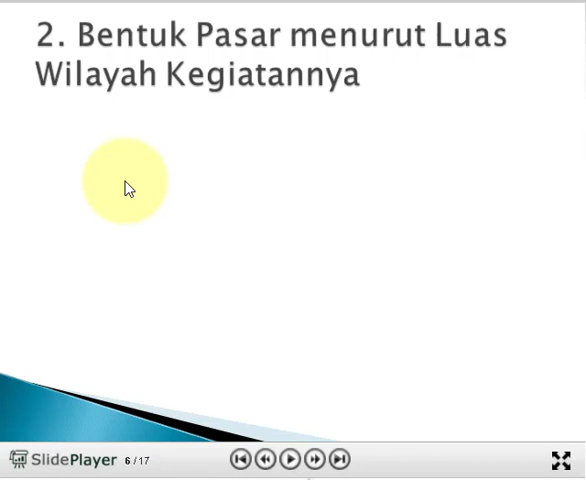 2. Bentuk Pasar menurut Luas
Wilayah Kegiatannya
SlidePlayer 6 / 17